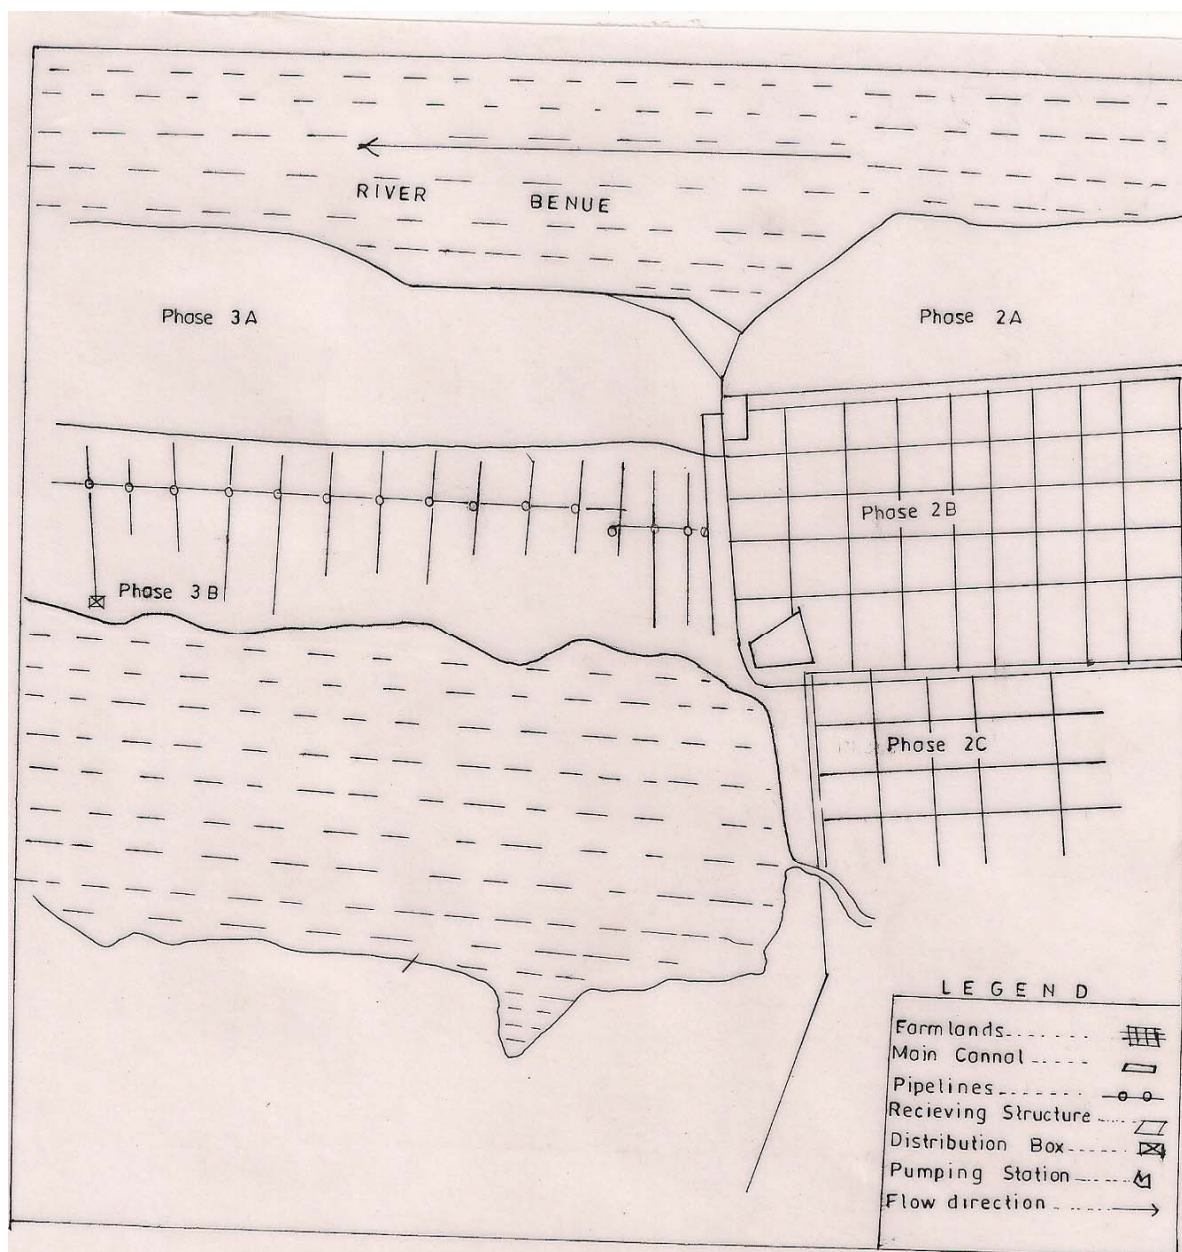 RIVER BENUE
Phase 3A
Phase 2A
Phase 2B
Phase 3B
Phase 2C
LEGEND
Farmlands
Main Cannal
Pipelines
Recieving Structure
Distribution Box
Pumping Station
Flow direction